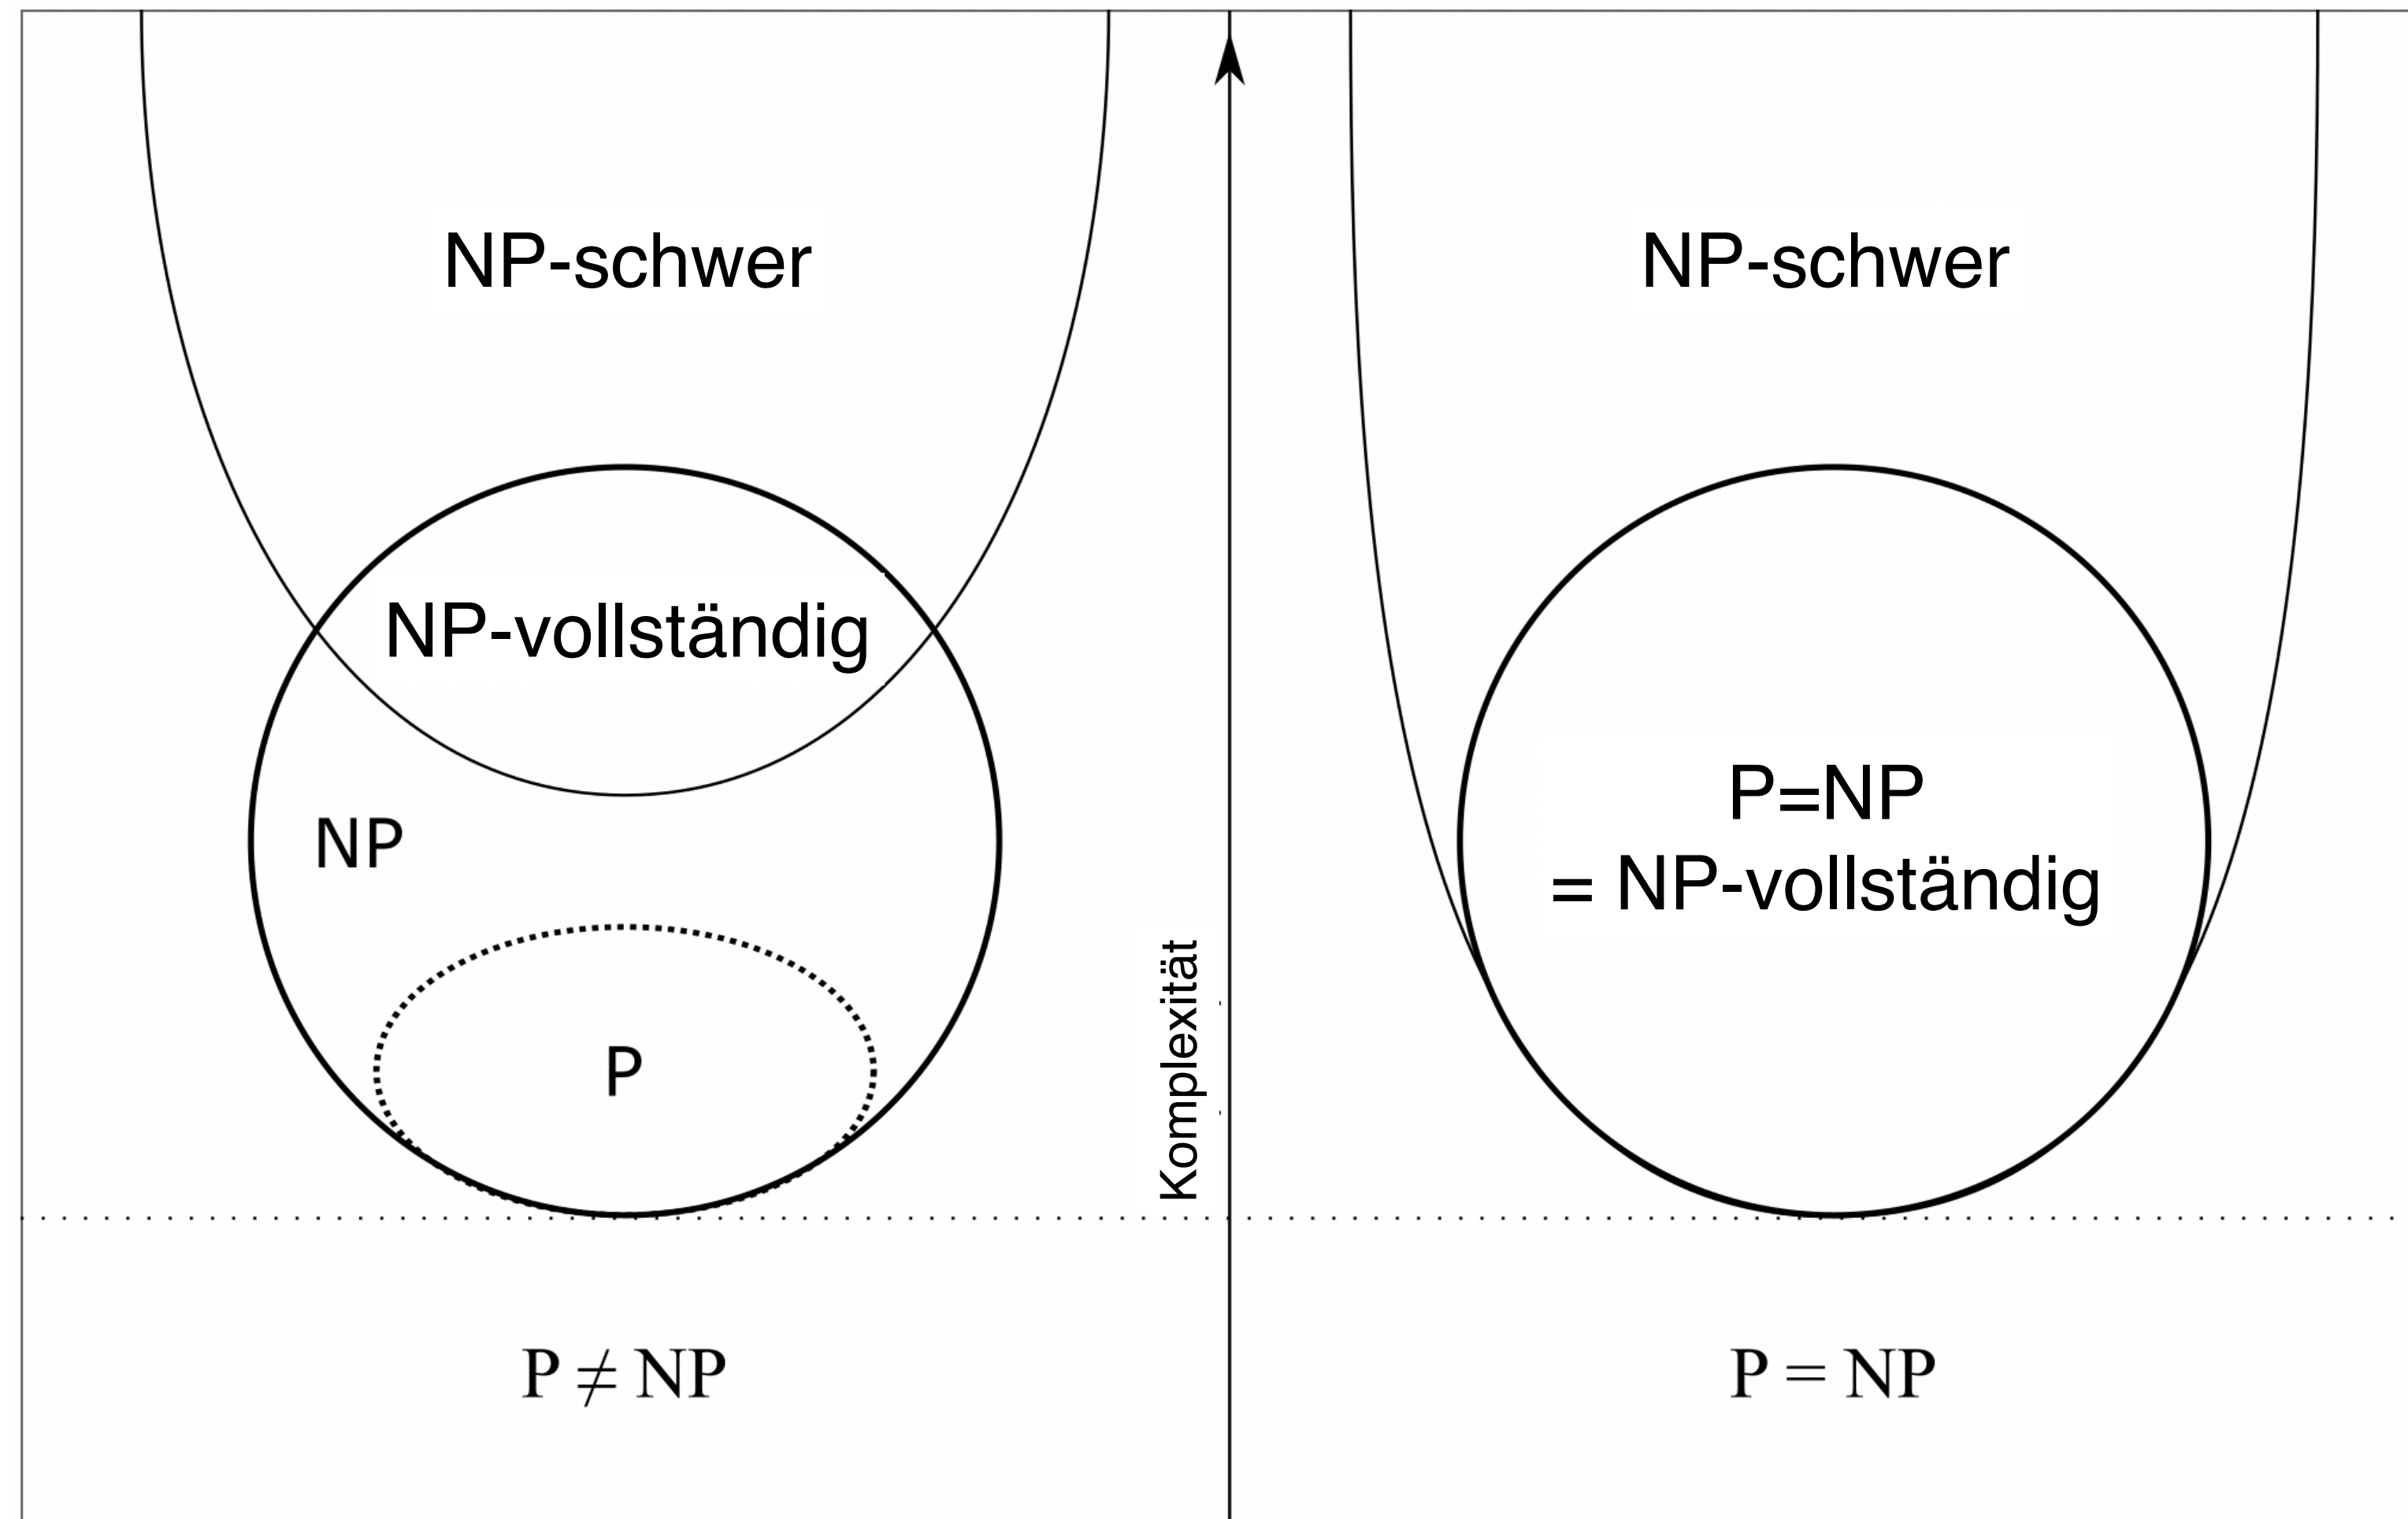 NP-schwer
NP-vollständig
NP
P
P ≠ NP
Komplexität
NP-schwer
P=NP
= NP-vollständig
P = NP